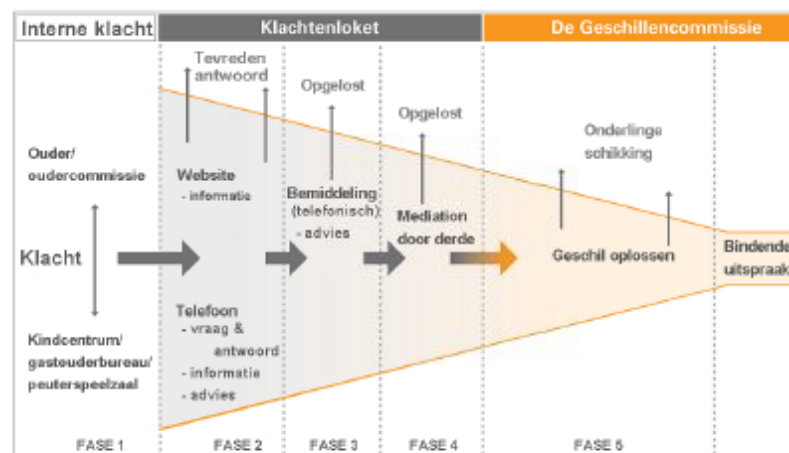 Interne klacht
Klachtenloket
De Geschillencommissie
Tevreden
antwoord
Opgelost
Opgelost
Onderlinge
schikking
Ouder/
oudercommissie
Klacht
Kindcentrum/
gastouderbureau/
peuterspeelzaal
Website
- informatie
Telefoon
- vraag &
antwoord
- informatie
- advies
Bemiddeling
(telefonisch)
- advies
Mediation
door derde
Geschil oplossen
Bindende
uitspraak
FASE 1
FASE 2
FASE 3
FASE 4
FASE 5